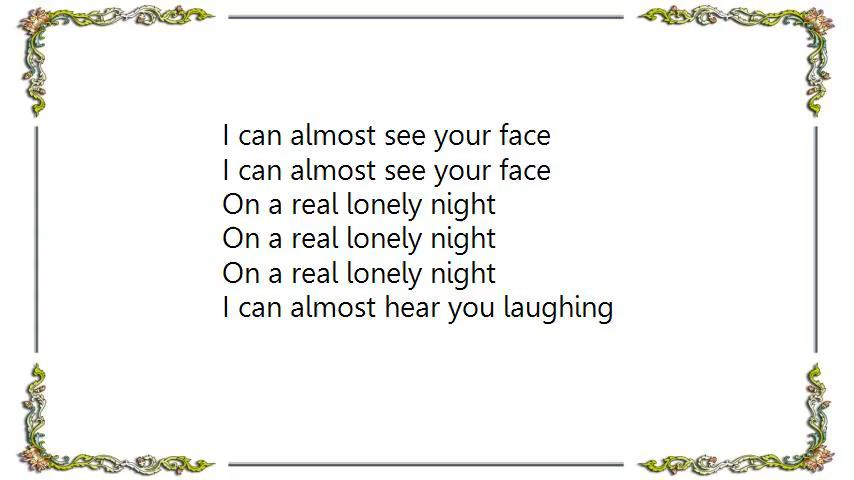 I can almost see your face
I can almost see your face
On a real lonely night
On a real lonely night
On a real lonely night
I can almost hear you laughing